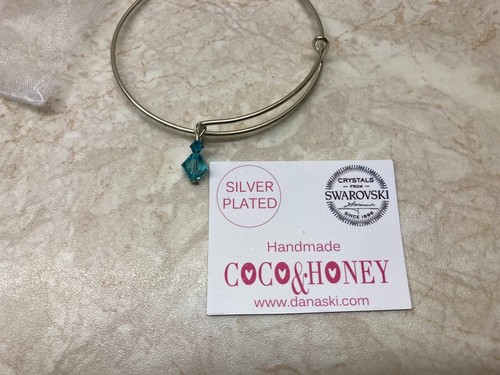 SILVER
PLATED
CRYSTALS
FROM
SWAROVSKI
SINCE 1895
Handmade
COCO&HONEY
www.danaski.com